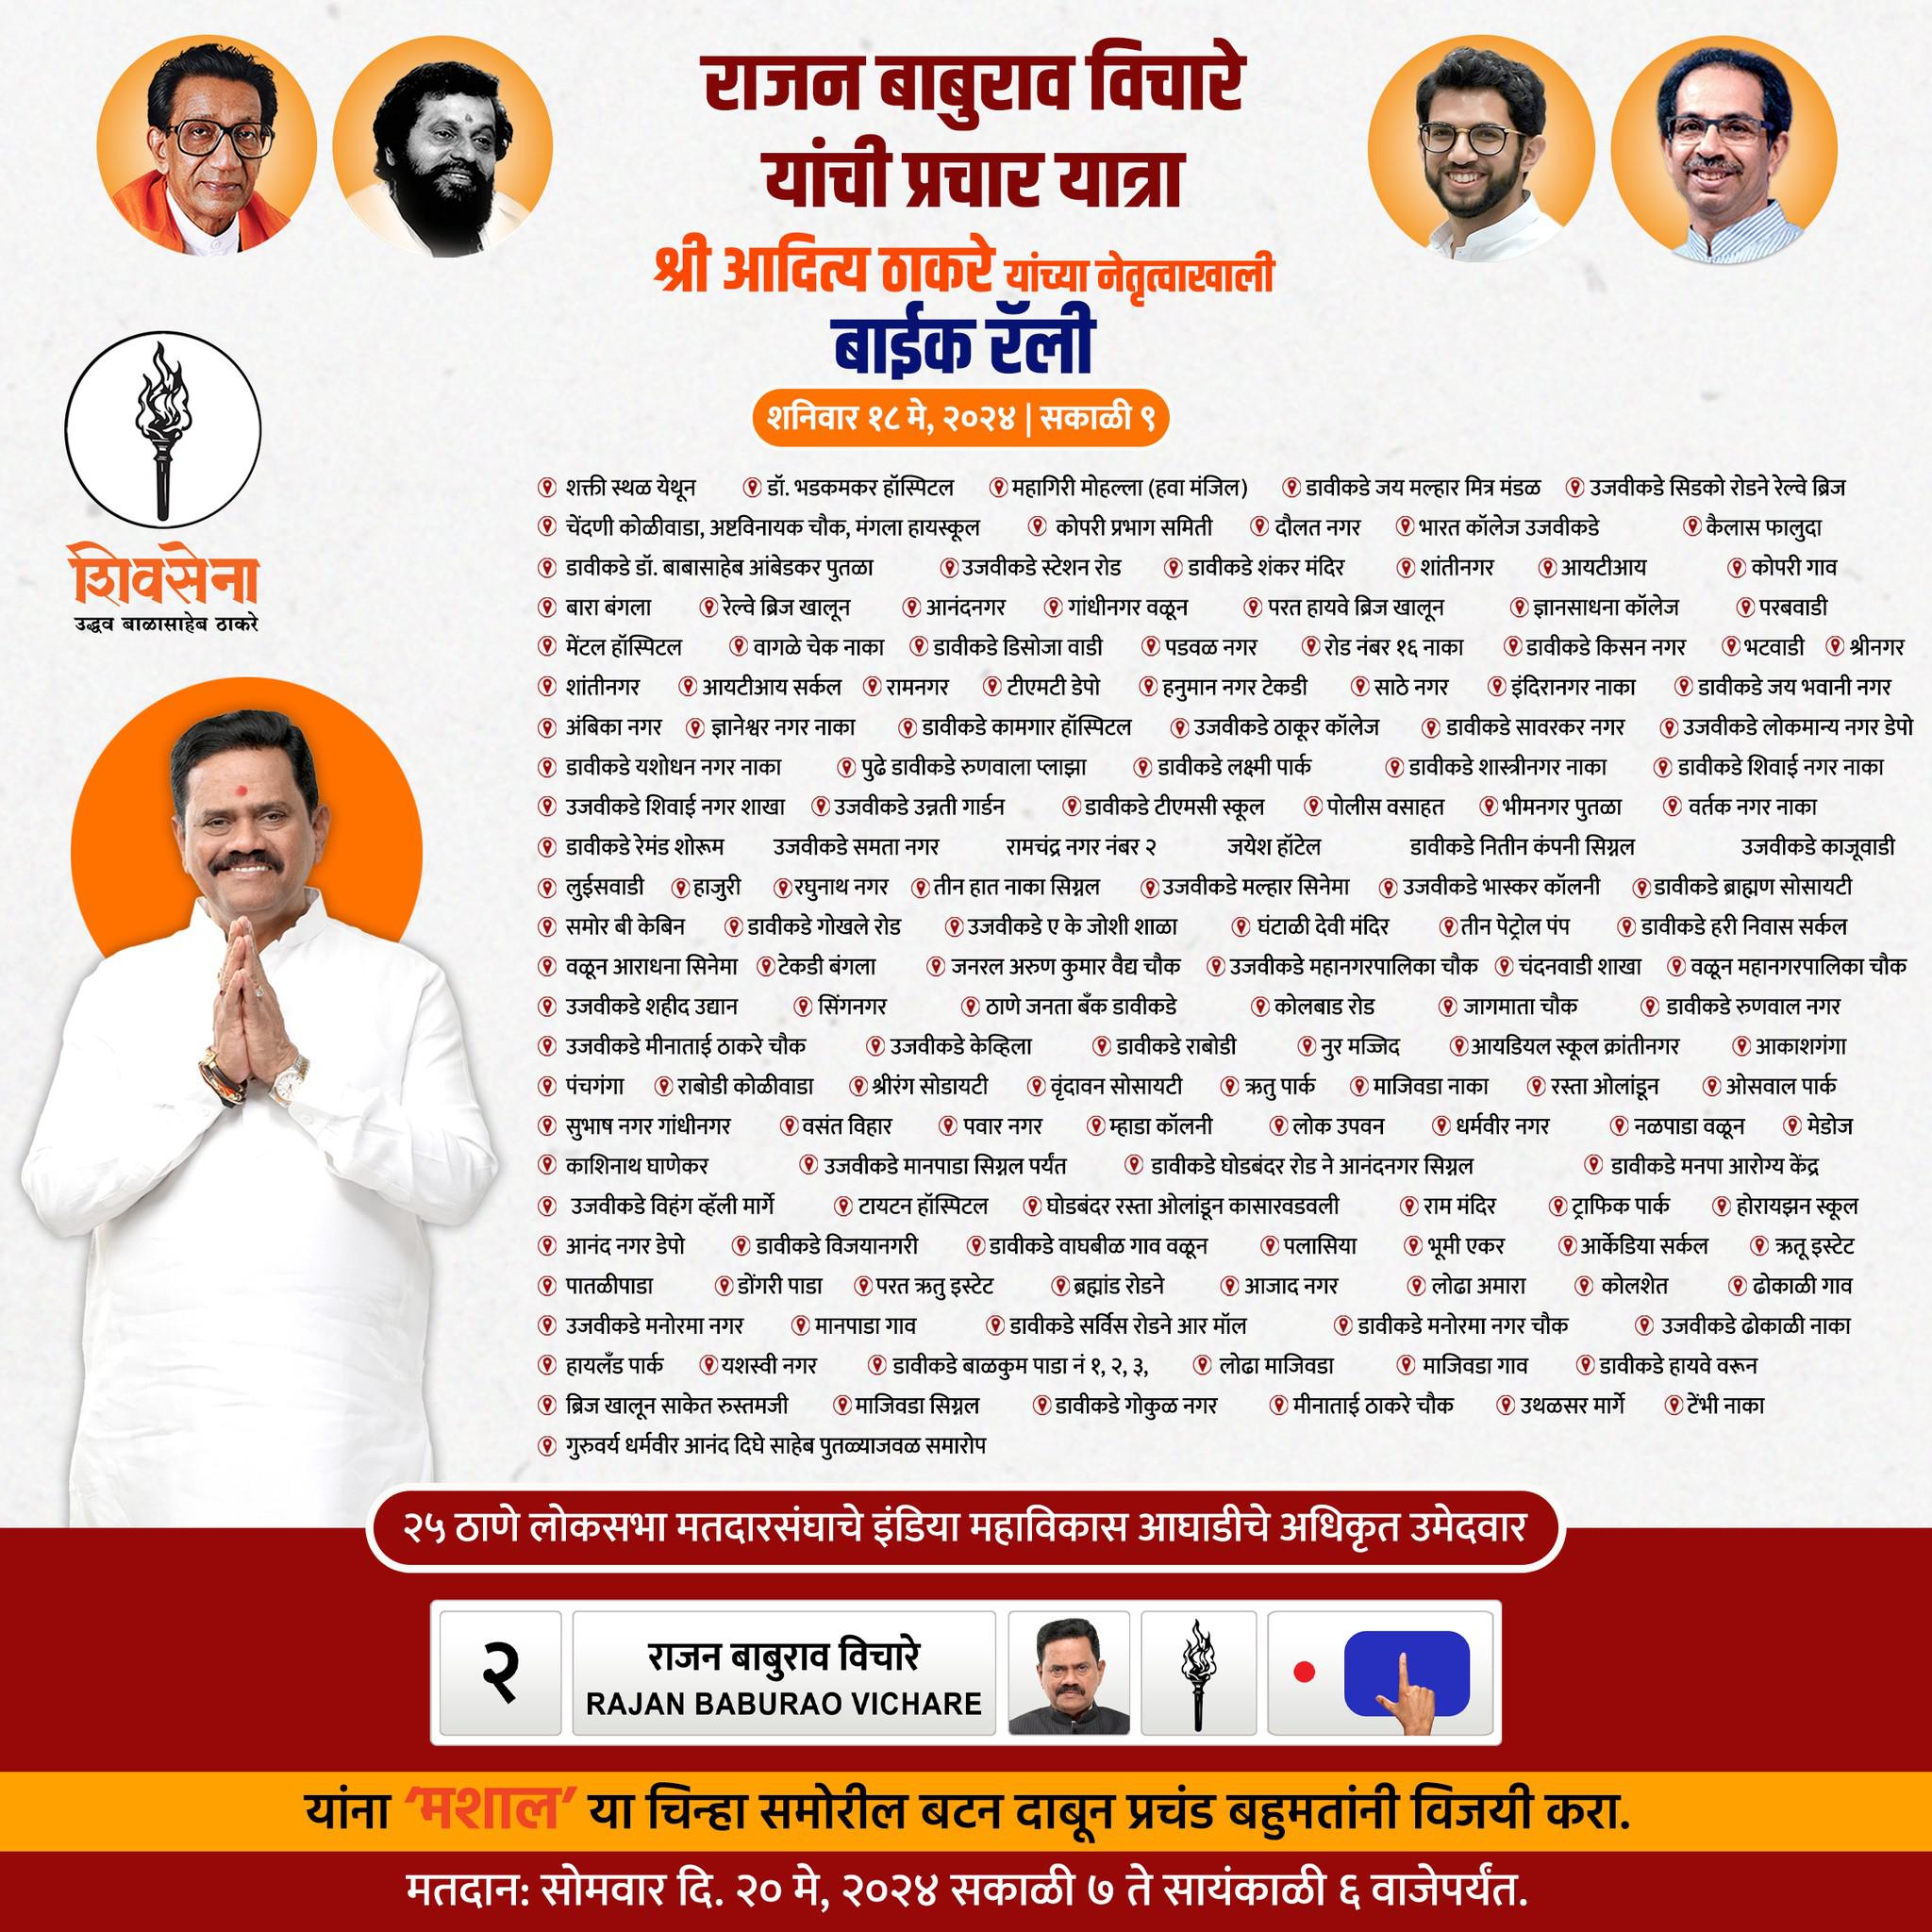 राजन बाबुराव विचारे
यांची प्रचार यात्रा
श्री आदित्य ठाकरे यांच्या नेतृत्वाखाली
बाईक रॅली
शनिवार १८ मे, २०२४ | सकाळी ९
शिवसेना
उद्धव बाळासाहेब ठाकरे
शक्ती स्थळ येथून डॉ. भडकमकर हॉस्पिटल महागिरी मोहल्ला (हवा मंजिल) डावीकडे जय मल्हार मित्र मंडळ उजवीकडे सिडको रोडने रेल्वे ब्रिज
चेंदणी कोळीवाडा, अष्टविनायक चौक, मंगला हायस्कूल कोपरी प्रभाग समिती दौलत नगर भारत कॉलेज उजवीकडे कैलास फालुदा
डावीकडे डॉ. बाबासाहेब आंबेडकर पुतळा उजवीकडे स्टेशन रोड डावीकडे शंकर मंदिर शांतीनगर आयटीआय कोपरी गाव
बारा बंगला रेल्वे ब्रिज खालून आनंदनगर गांधीनगर वळून परत हायवे ब्रिज खालून ज्ञानसाधना कॉलेज परबवाडी
मेंटल हॉस्पिटल वागळे चेक नाका डावीकडे डिसोजा वाडी पडवळ नगर रोड नंबर १६ नाका डावीकडे किसन नगर भटवाडी श्रीनगर
शांतीनगर आयटीआय सर्कल रामनगर टीएमटी डेपो हनुमान नगर टेकडी साठे नगर इंदिरानगर नाका डावीकडे जय भवानी नगर
अंबिका नगर ज्ञानेश्वर नगर नाका डावीकडे कामगार हॉस्पिटल उजवीकडे ठाकूर कॉलेज डावीकडे सावरकर नगर उजवीकडे लोकमान्य नगर डेपो
डावीकडे यशोधन नगर नाका पुढे डावीकडे रुणवाला प्लाझा डावीकडे लक्ष्मी पार्क डावीकडे शास्त्रीनगर नाका डावीकडे शिवाई नगर नाका
उजवीकडे शिवाई नगर शाखा उजवीकडे उन्नती गार्डन डावीकडे टीएमसी स्कूल पोलीस वसाहत भीमनगर पुतळा वर्तक नगर नाका
डावीकडे रेमंड शोरूम उजवीकडे समता नगर रामचंद्र नगर नंबर २ जयेश हॉटेल डावीकडे नितीन कंपनी सिग्नल उजवीकडे काजूवाडी
लुईसवाडी हाजुरी रघुनाथ नगर तीन हात नाका सिग्नल उजवीकडे मल्हार सिनेमा उजवीकडे भास्कर कॉलनी डावीकडे ब्राह्मण सोसायटी
समोर बी केबिन डावीकडे गोखले रोड उजवीकडे ए के जोशी शाळा घंटाळी देवी मंदिर तीन पेट्रोल पंप डावीकडे हरी निवास सर्कल
वळून आराधना सिनेमा टेकडी बंगला जनरल अरुण कुमार वैद्य चौक उजवीकडे महानगरपालिका चौक चंदनवाडी शाखा वळून महानगरपालिका चौक
उजवीकडे शहीद उद्यान सिंगनगर ठाणे जनता बँक डावीकडे कोलबाड रोड जागमाता चौक डावीकडे रुणवाल नगर
उजवीकडे मीनाताई ठाकरे चौक उजवीकडे केव्हिला डावीकडे राबोडी नुर मज्जिद आयडियल स्कूल क्रांतीनगर आकाशगंगा
पंचगंगा राबोडी कोळीवाडा श्रीरंग सोडायटी वृंदावन सोसायटी ऋतु पार्क माजिवडा नाका रस्ता ओलांडून ओसवाल पार्क
सुभाष नगर गांधीनगर वसंत विहार पवार नगर म्हाडा कॉलनी लोक उपवन धर्मवीर नगर नळपाडा वळून मेडोज
काशिनाथ घाणेकर उजवीकडे मानपाडा सिग्नल पर्यंत डावीकडे घोडबंदर रोड ने आनंदनगर सिग्नल डावीकडे मनपा आरोग्य केंद्र
उजवीकडे विहंग व्हॅली मार्गे टायटन हॉस्पिटल घोडबंदर रस्ता ओलांडून कासारवडवली राम मंदिर ट्राफिक पार्क होरायझन स्कूल
आनंद नगर डेपो डावीकडे विजयानगरी डावीकडे वाघबीळ गाव वळून पलासिया भूमी एकर आर्केडिया सर्कल ऋतू इस्टेट
पातळीपाडा डोंगरी पाडा परत ऋतु इस्टेट ब्रह्मांड रोडने आजाद नगर लोढा अमारा कोलशेत ढोकाळी गाव
उजवीकडे मनोरमा नगर मानपाडा गाव डावीकडे सर्विस रोडने आर मॉल डावीकडे मनोरमा नगर चौक उजवीकडे ढोकाळी नाका
हायलँड पार्क यशस्वी नगर डावीकडे बाळकुम पाडा नं १, २, ३, लोढा माजिवडा माजिवडा गाव डावीकडे हायवे वरून
ब्रिज खालून साकेत रुस्तमजी माजिवडा सिग्नल डावीकडे गोकुळ नगर मीनाताई ठाकरे चौक उथळसर मार्गे टेंभी नाका
गुरुवर्य धर्मवीर आनंद दिघे साहेब पुतळ्याजवळ समारोप
२५ ठाणे लोकसभा मतदारसंघाचे इंडिया महाविकास आघाडीचे अधिकृत उमेदवार
२
राजन बाबुराव विचारे
RAJAN BABURAO VICHARE
यांना ‘मशाल’ या चिन्हा समोरील बटन दाबून प्रचंड बहुमतांनी विजयी करा.
मतदान: सोमवार दि. २० मे, २०२४ सकाळी ७ ते सायंकाळी ६ वाजेपर्यंत.